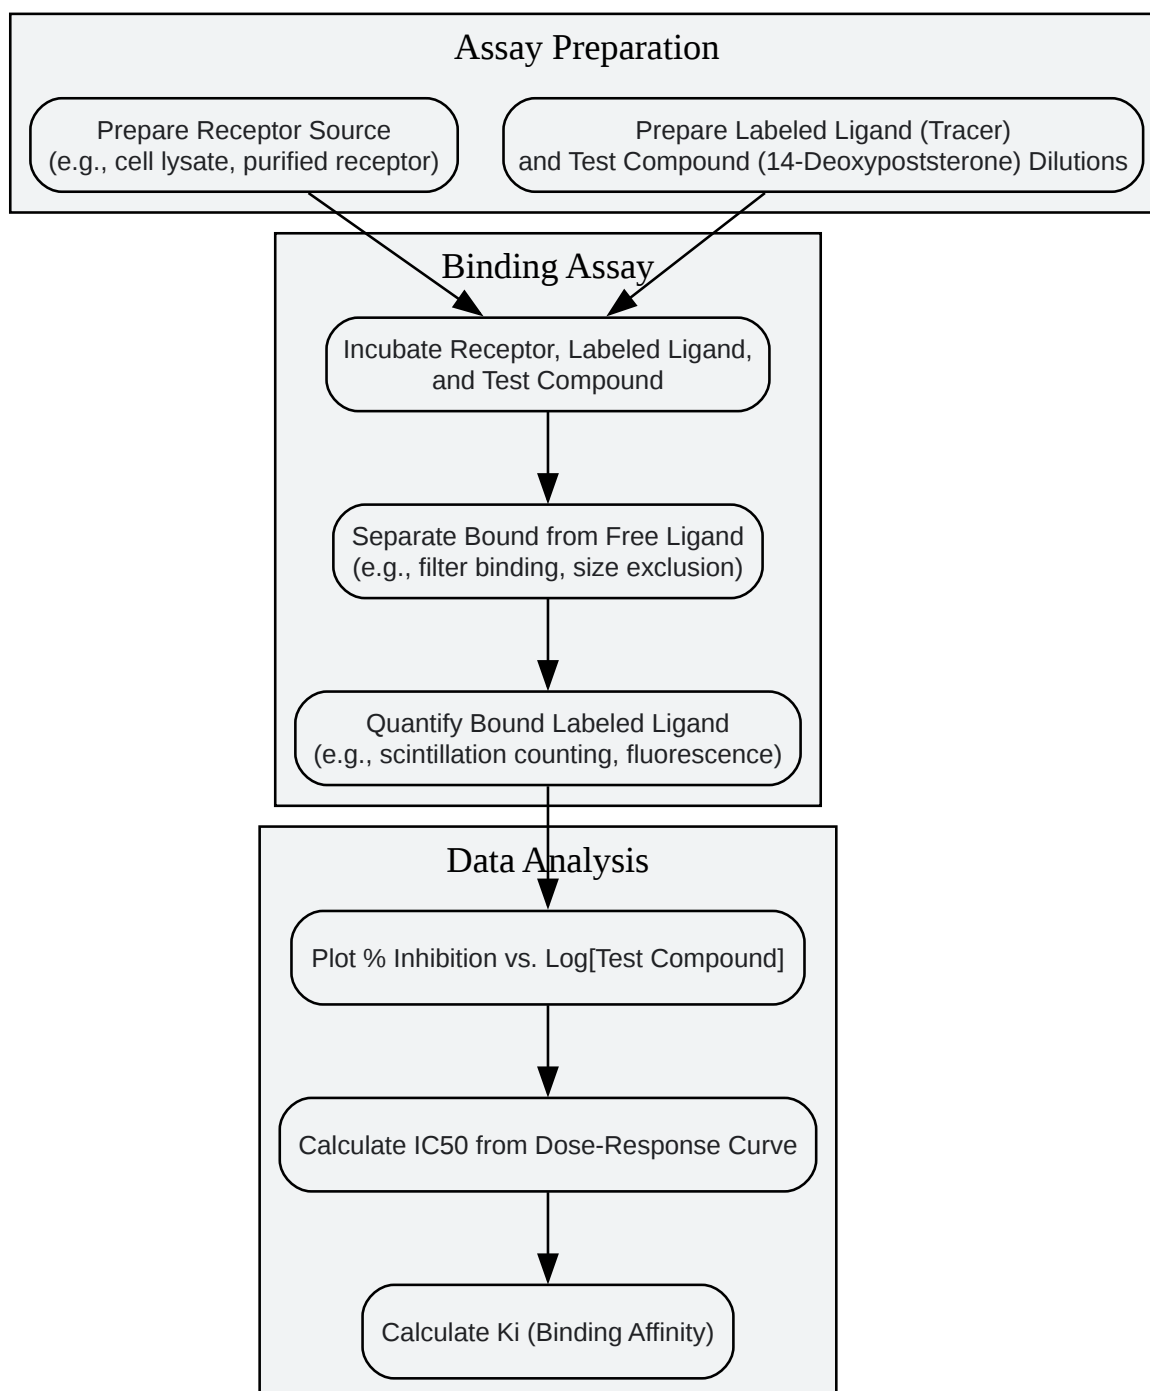 Assay Preparation
Prepare Receptor Source
(e.g., cell lysate, purified receptor)
Prepare Labeled Ligand (Tracer)
and Test Compound (14-Deoxypoststerone) Dilutions
Binding Assay
Incubate Receptor, Labeled Ligand,
and Test Compound
Separate Bound from Free Ligand
(e.g., filter binding, size exclusion)
Quantify Bound Labeled Ligand
(e.g., scintillation counting, fluorescence)
Data Analysis
Plot % Inhibition vs. Log[Test Compound]
Calculate IC50 from Dose-Response Curve
Calculate Ki (Binding Affinity)